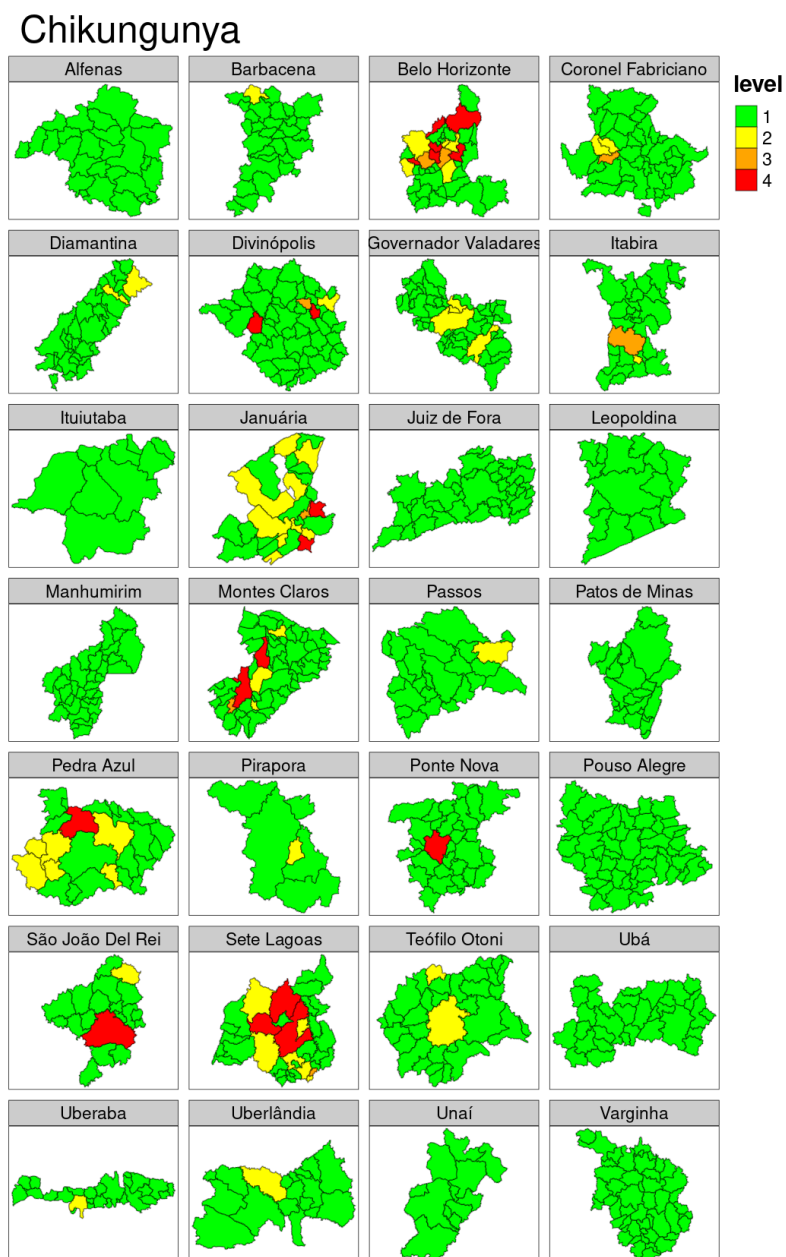 Chikungunya
Alfenas
Barbacena
Belo Horizonte
Coronel Fabriciano
level
1
2
3
4
Diamantina
Divinópolis
Governador Valadares
Itabira
Ituiutaba
Januária
Juiz de Fora
Leopoldina
Manhumirim
Montes Claros
Passos
Patos de Minas
Pedra Azul
Pirapora
Ponte Nova
Pouso Alegre
São João Del Rei
Sete Lagoas
Teófilo Otoni
Ubá
Uberaba
Uberlândia
Unaí
Varginha